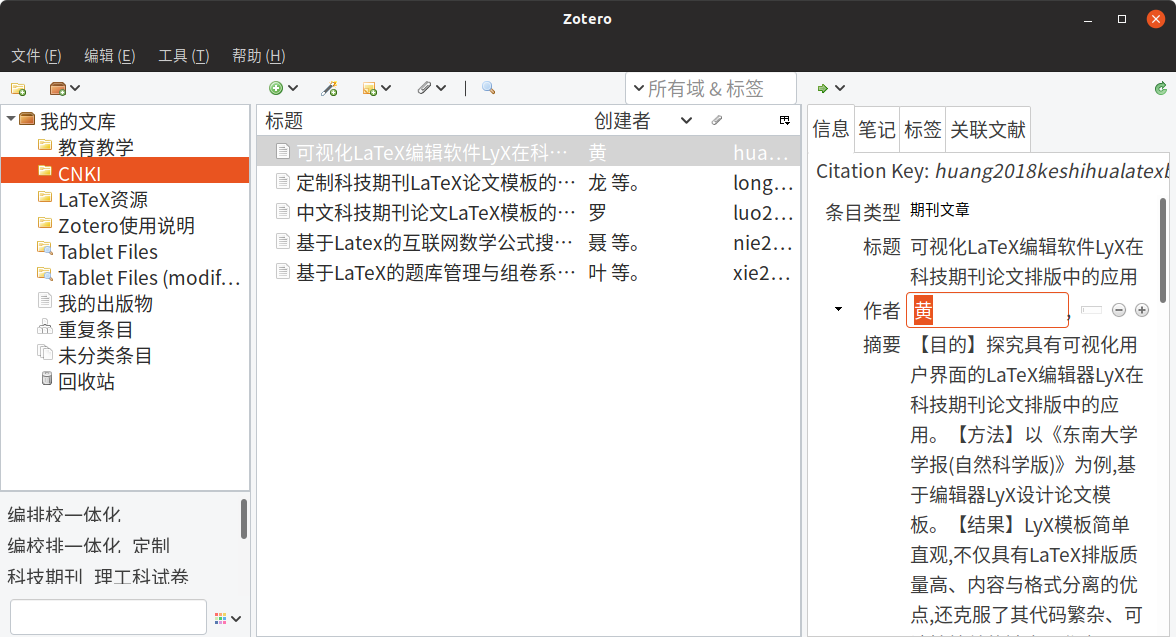 Zotero
文件 (F) 编辑 (E) 工具 (T) 帮助 (H)
所有域 & 标签
我的文库
教育教学
CNKI
LaTeX资源
Zotero使用说明
Tablet Files
Tablet Files (modif…
我的出版物
重复条目
未分类条目
回收站
编排校一体化
编校排一体化 定制
科技期刊 理工科试卷
标题 创建者
可视化LaTeX编辑软件LyX在科… 黄 hua…
定制科技期刊LaTeX论文模板的… 龙 等。 long…
中文科技期刊论文LaTeX模板的… 罗 luo2…
基于Latex的互联网数学公式搜… 聂 等。 nie2…
基于LaTeX的题库管理与组卷系… 叶 等。 xie2…
信息 笔记 标签 关联文献
Citation Key: huang2018keshihualatex
条目类型 期刊文章
标题 可视化LaTeX编辑软件LyX在
科技期刊论文排版中的应用
作者 黄 ,
摘要 【目的】探究具有可视化用
户界面的LaTeX编辑器LyX在
科技期刊论文排版中的应
用。【方法】以《东南大学
学报(自然科学版)》为例,基
于编辑器LyX设计论文模
板。【结果】LyX模板简单
直观,不仅具有LaTeX排版质
量高、内容与格式分离的优
点,还克服了其代码繁杂、可